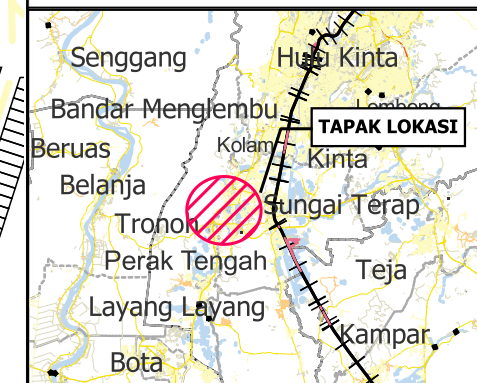 Senggang
Hulu Kinta
Bandar Menglembu
Lombong
TAPAK LOKASI
Beruas
Kolam
Kinta
Belanja
Sungai Terap
Tronoh
Perak Tengah
Teja
Layang Layang
Kampar
Bota